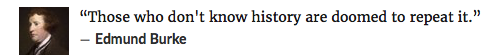 “Those who don't know history are doomed to repeat it.”
― Edmund Burke